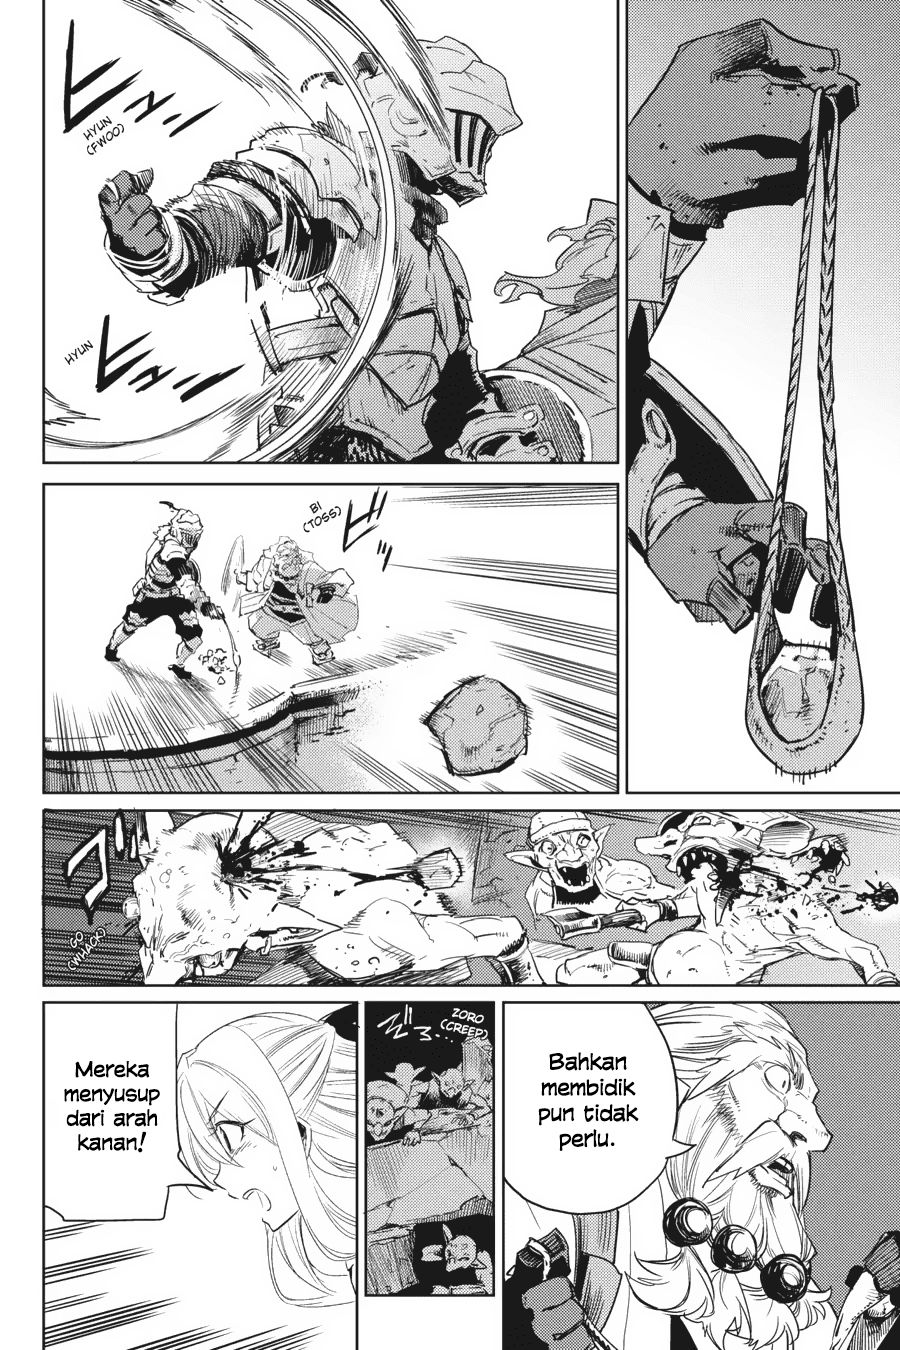 ヒュン
HYUN
(FWOO)
ヒュン
HYUN
ビッ
BI
(TOSS)
ゴッ
GO
(WHACK)
Bahkan
membidik
pun tidak
perlu.
ゾロ…
ZORO
(CREEP)
Mereka
menyusup
dari arah
kanan!